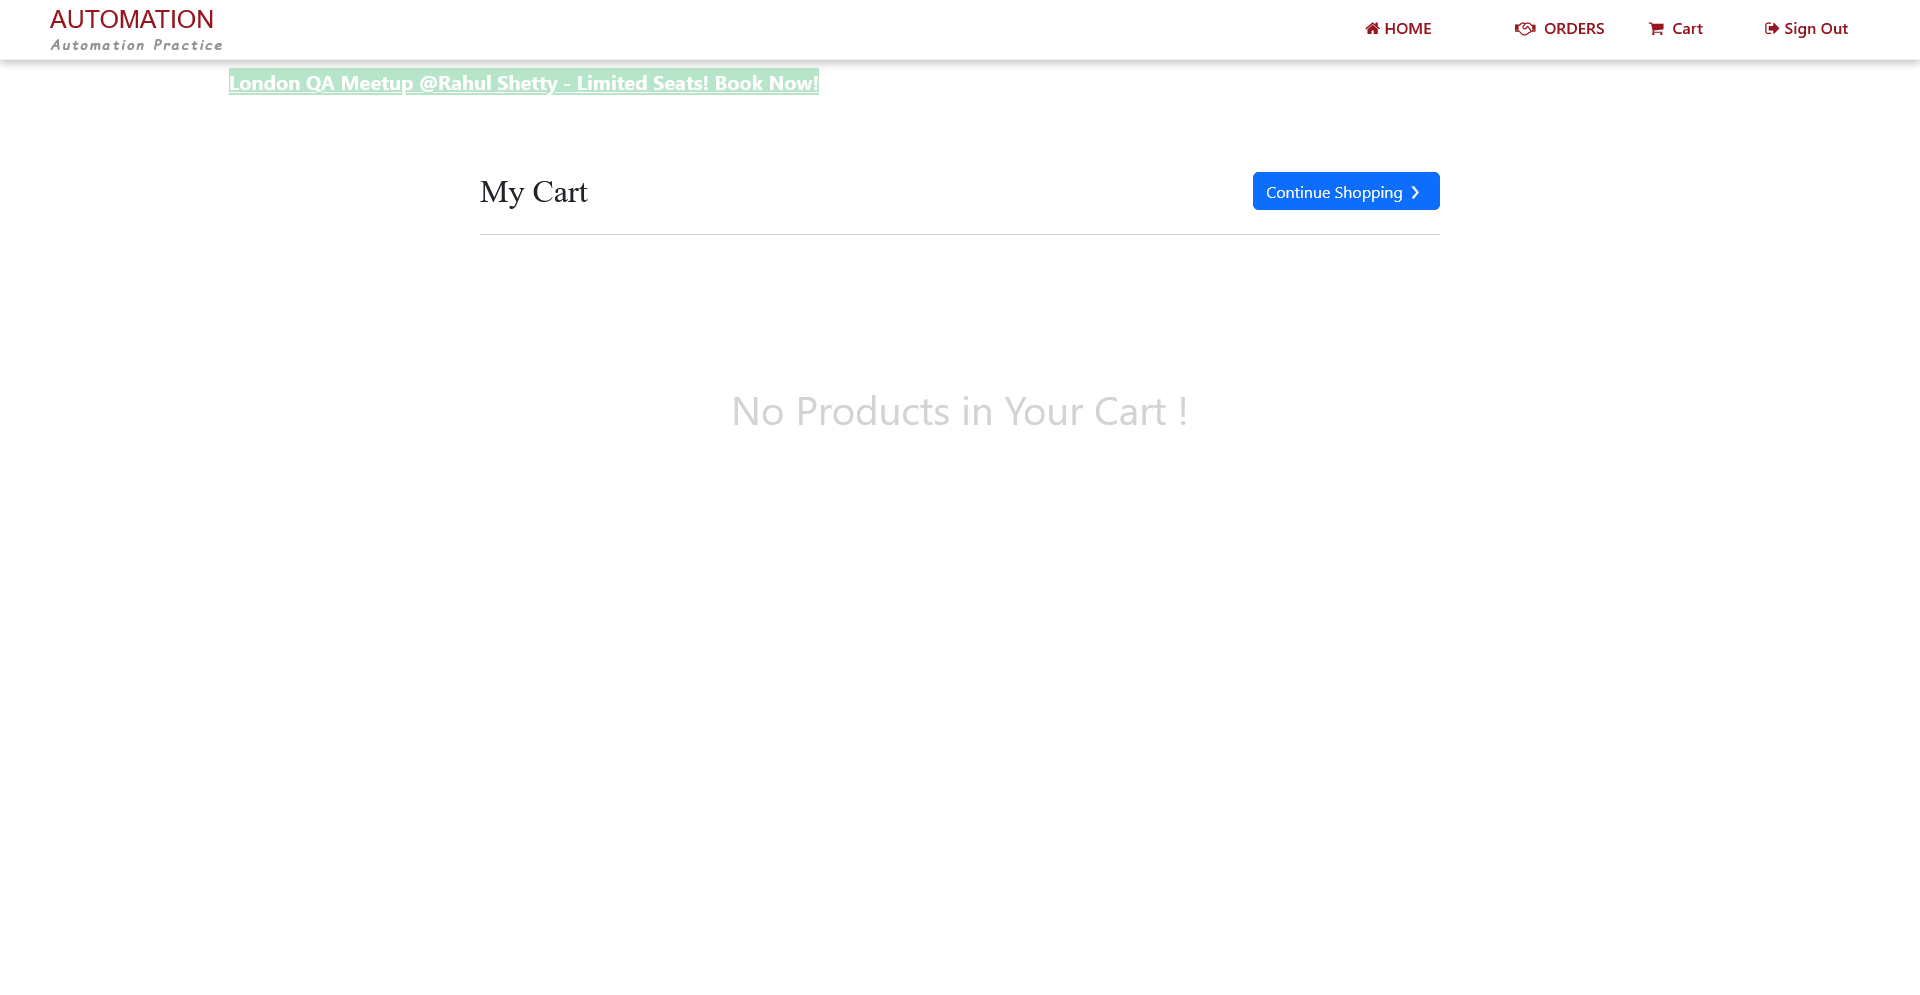 AUTOMATION
Automation Practice
HOME
ORDERS
Cart
Sign Out
London QA Meetup @Rahul Shetty - Limited Seats! Book Now!
My Cart
Continue Shopping ❯
No Products in Your Cart !